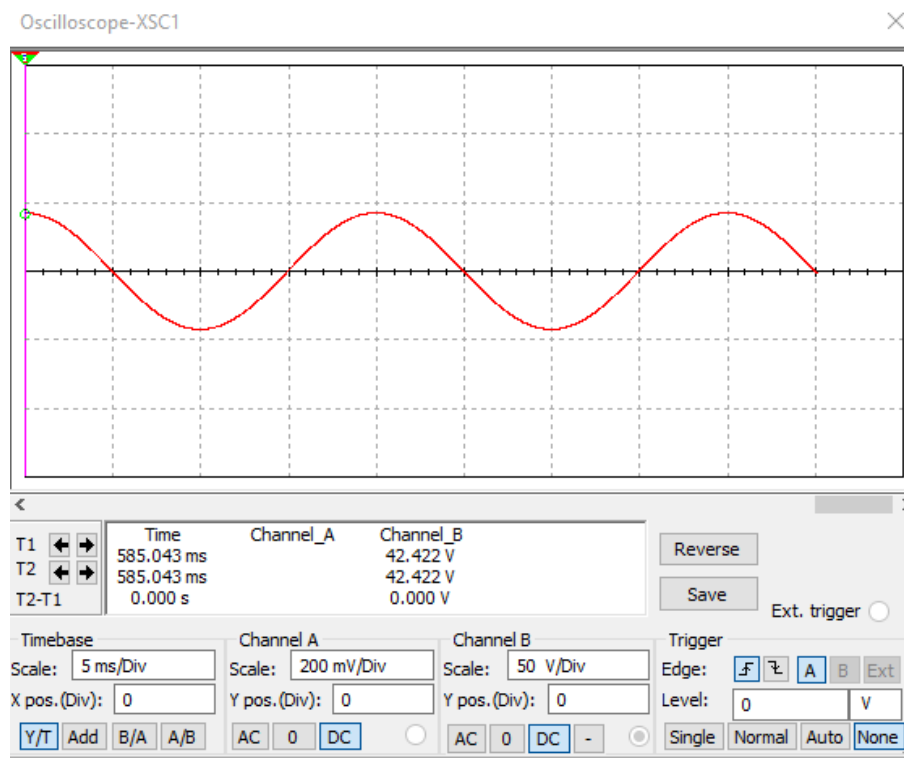 Oscilloscope-XSC1
Time Channel_A Channel_B
T1 585.043 ms 42.422 V
T2 585.043 ms 42.422 V
T2-T1 0.000 s 0.000 V
Reverse
Save
Ext. trigger
Timebase
Scale: 5 ms/Div
X pos.(Div): 0
Y/T Add B/A A/B
Channel A
Scale: 200 mV/Div
Y pos.(Div): 0
AC 0 DC
Channel B
Scale: 50 V/Div
Y pos.(Div): 0
AC 0 DC -
Trigger
Edge: A B Ext
Level: 0 V
Single Normal Auto None